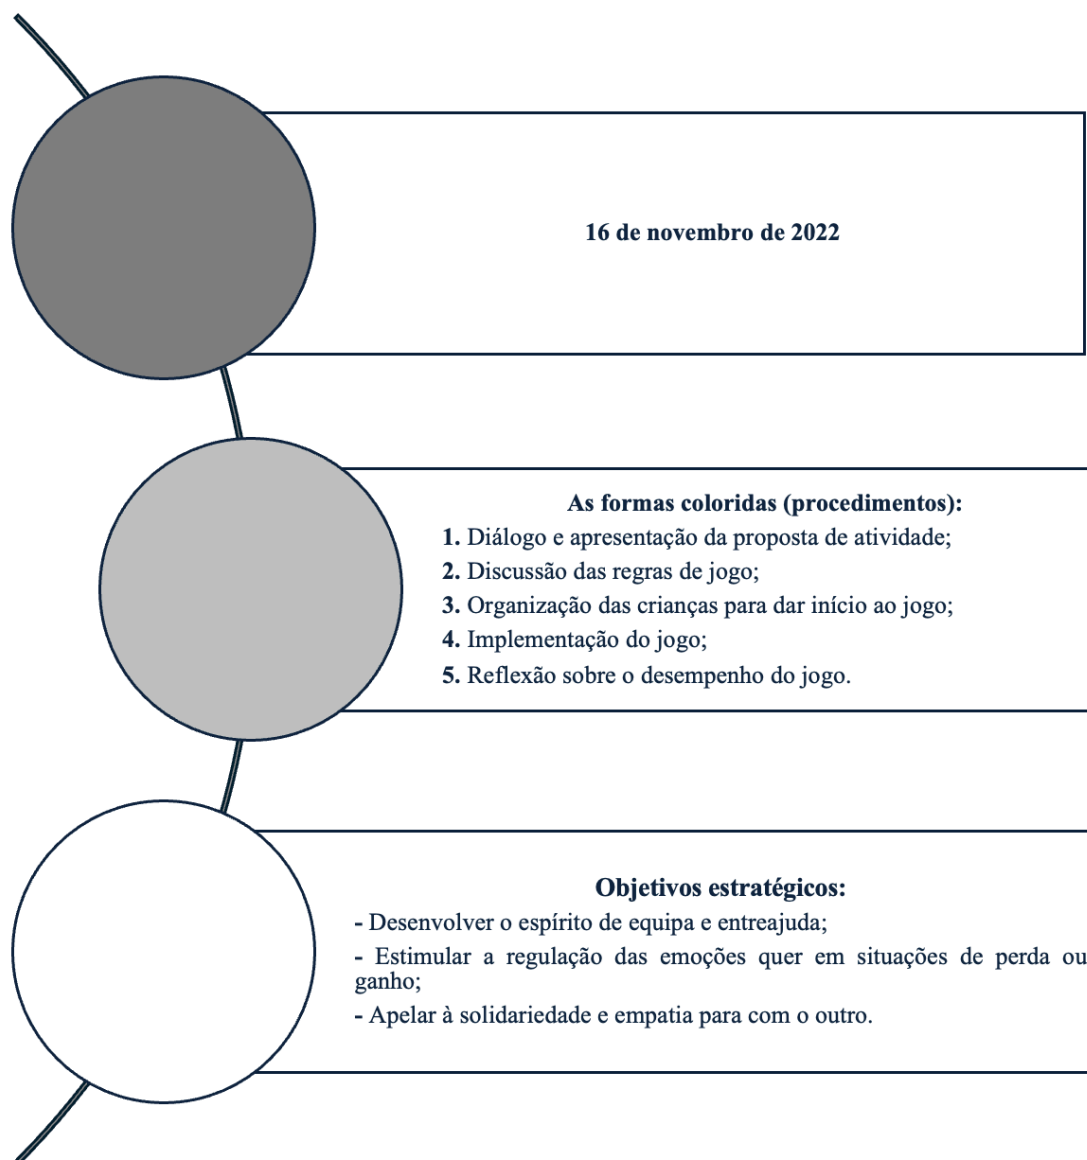 16 de novembro de 2022
As formas coloridas (procedimentos):
1. Diálogo e apresentação da proposta de atividade;
2. Discussão das regras de jogo;
3. Organização das crianças para dar início ao jogo;
4. Implementação do jogo;
5. Reflexão sobre o desempenho do jogo.
Objetivos estratégicos:
- Desenvolver o espírito de equipa e entreajuda;
- Estimular a regulação das emoções quer em situações de perda ou
ganho;
- Apelar à solidariedade e empatia para com o outro.